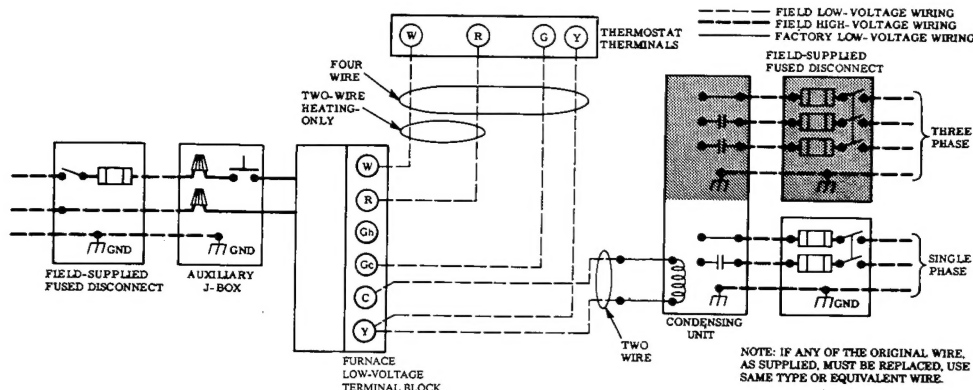 FIELD LOW-VOLTAGE WIRING
FIELD HIGH-VOLTAGE WIRING
FACTORY LOW-VOLTAGE WIRING
W
R
G
Y
THERMOSTAT
TERMINALS
FIELD-SUPPLIED
FUSED DISCONNECT
FOUR
WIRE
TWO-WIRE
HEATING-
ONLY
THREE
PHASE
W
R
Gh
Gc
C
Y
GND
GND
FIELD-SUPPLIED
FUSED DISCONNECT
AUXILIARY
J-BOX
FURNACE
LOW-VOLTAGE
TERMINAL BLOCK
TWO
WIRE
CONDENSING
UNIT
GND
SINGLE
PHASE
NOTE: IF ANY OF THE ORIGINAL WIRE,
AS SUPPLIED, MUST BE REPLACED, USE
SAME TYPE OR EQUIVALENT WIRE.